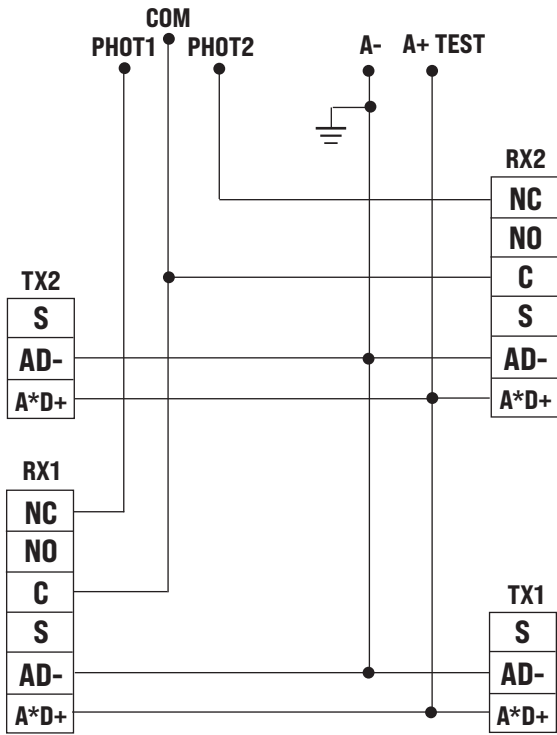 COM
PHOT1 PHOT2 A- A+ TEST
RX2
NC
NO
C
S
AD-
A*D+
TX2
S
AD-
A*D+
RX1
NC
NO
C
S
AD-
A*D+
TX1
S
AD-
A*D+